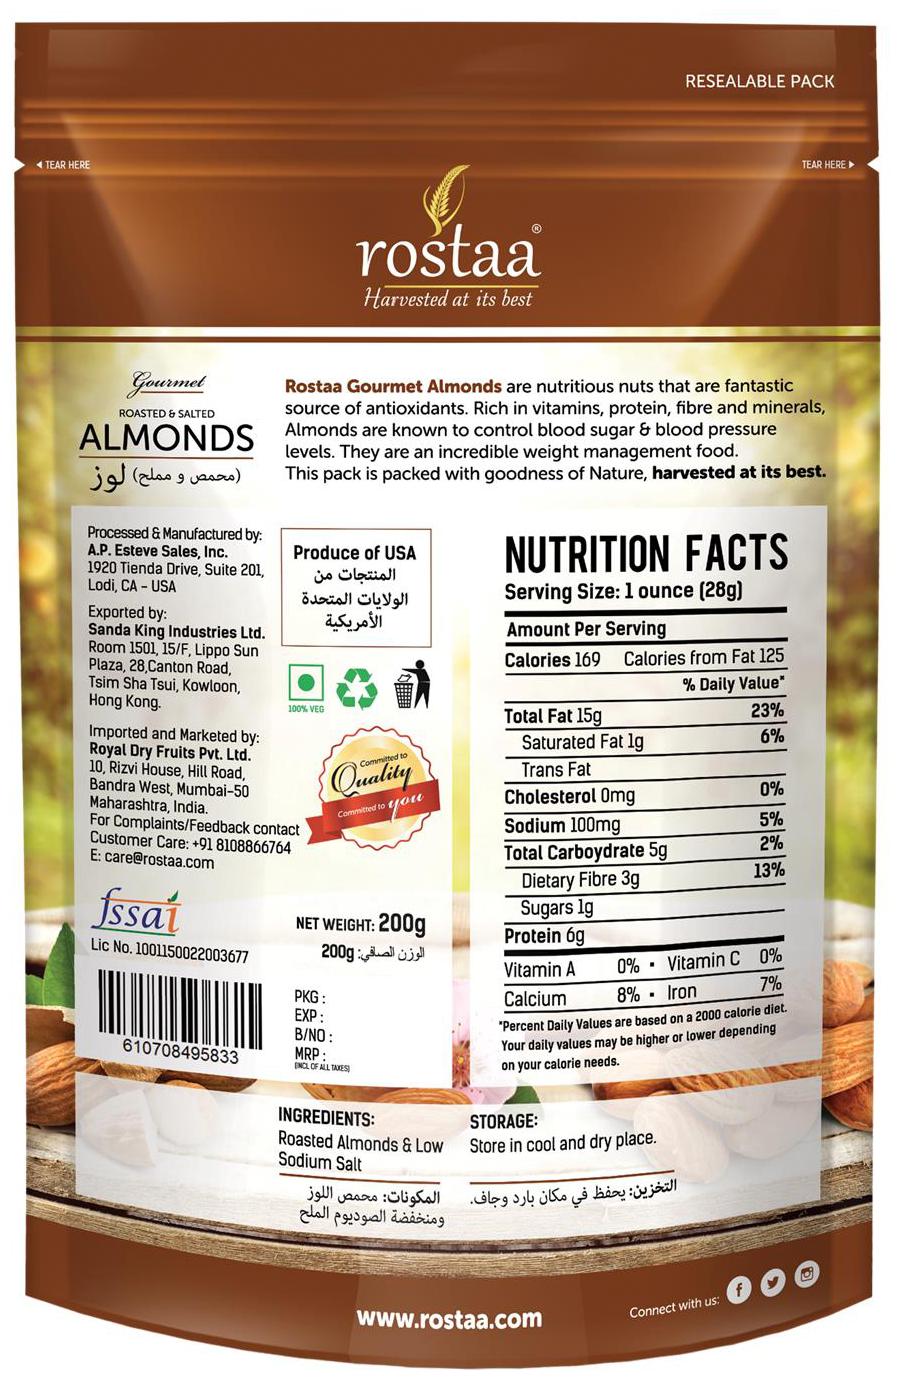 RESEALABLE PACK
TEAR HERE
TEAR HERE
rostaa®
Harvested at its best
Gourmet
ROASTED & SALTED
ALMONDS
لوز (محمص و مملح)
Rostaa Gourmet Almonds are nutritious nuts that are fantastic
source of antioxidants. Rich in vitamins, protein, fibre and minerals,
Almonds are known to control blood sugar & blood pressure
levels. They are an incredible weight management food.
This pack is packed with goodness of Nature, harvested at its best.
Processed & Manufactured by:
A.P. Esteve Sales, Inc.
1920 Tienda Drive, Suite 201,
Lodi, CA - USA
Exported by:
Sanda King Industries Ltd.
Room 1501, 15/F, Lippo Sun
Plaza, 28,Canton Road,
Tsim Sha Tsui, Kowloon,
Hong Kong.
Imported and Marketed by:
Royal Dry Fruits Pvt. Ltd.
10, Rizvi House, Hill Road,
Bandra West, Mumbai-50
Maharashtra, India.
For Complaints/Feedback contact
Customer Care: +91 8108866764
E: care@rostaa.com
fssai
Lic No. 1001150022003677
610708495833
Produce of USA
المنتجات من
الولايات المتحدة
الأمريكية
100% VEG
Committed to
Quality
Committed to you
NET WEIGHT: 200g
الوزن الصافي: 200g
PKG :
EXP :
B/NO :
MRP :
(INCL OF ALL TAXES)
NUTRITION FACTS
Serving Size: 1 ounce (28g)
Amount Per Serving
Calories 169 Calories from Fat 125
% Daily Value*
Total Fat 15g 23%
Saturated Fat 1g 6%
Trans Fat
Cholesterol 0mg 0%
Sodium 100mg 5%
Total Carboydrate 5g 2%
Dietary Fibre 3g 13%
Sugars 1g
Protein 6g
Vitamin A 0% • Vitamin C 0%
Calcium 8% • Iron 7%
*Percent Daily Values are based on a 2000 calorie diet.
Your daily values may be higher or lower depending
on your calorie needs.
INGREDIENTS:
Roasted Almonds & Low
Sodium Salt
المكونات: محمص اللوز
ومنخفضة الصوديوم الملح
STORAGE:
Store in cool and dry place.
التخزين: يحفظ في مكان بارد وجاف.
www.rostaa.com
Connect with us: